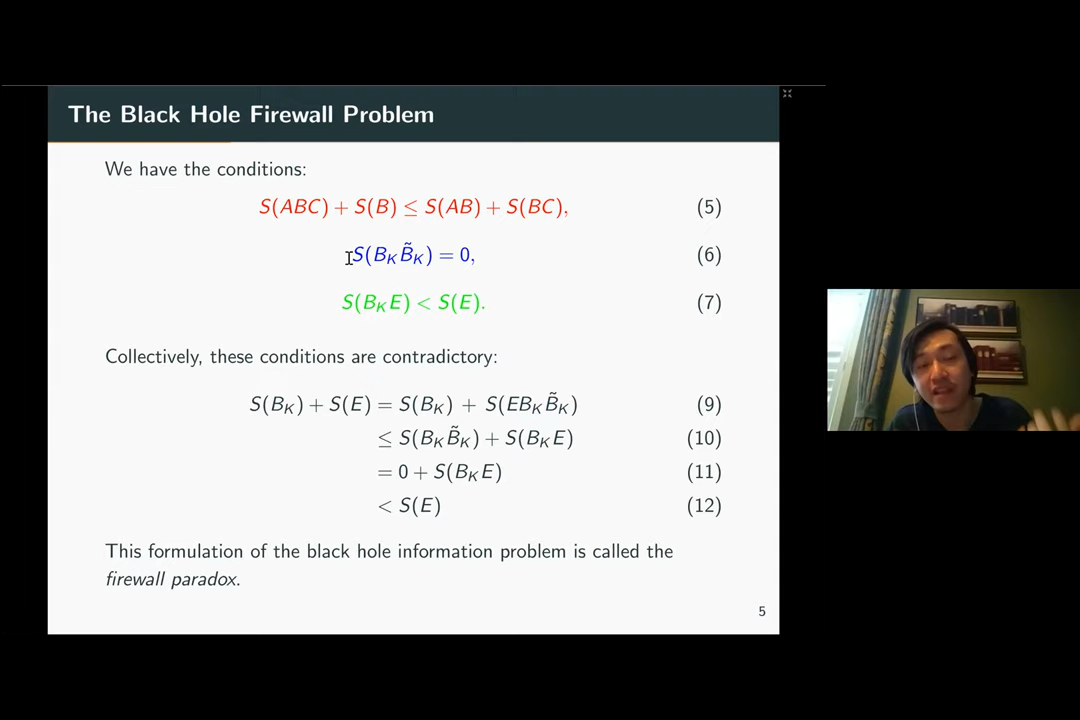 The Black Hole Firewall Problem
We have the conditions:
S(ABC) + S(B) ≤ S(AB) + S(BC), (5)
S(B_K B̃_K) = 0, (6)
S(B_K E) < S(E). (7)
Collectively, these conditions are contradictory:
S(B_K) + S(E) = S(B_K) + S(EB_K B̃_K) (9)
≤ S(B_K B̃_K) + S(B_K E) (10)
= 0 + S(B_K E) (11)
< S(E) (12)
This formulation of the black hole information problem is called the
firewall paradox.
5